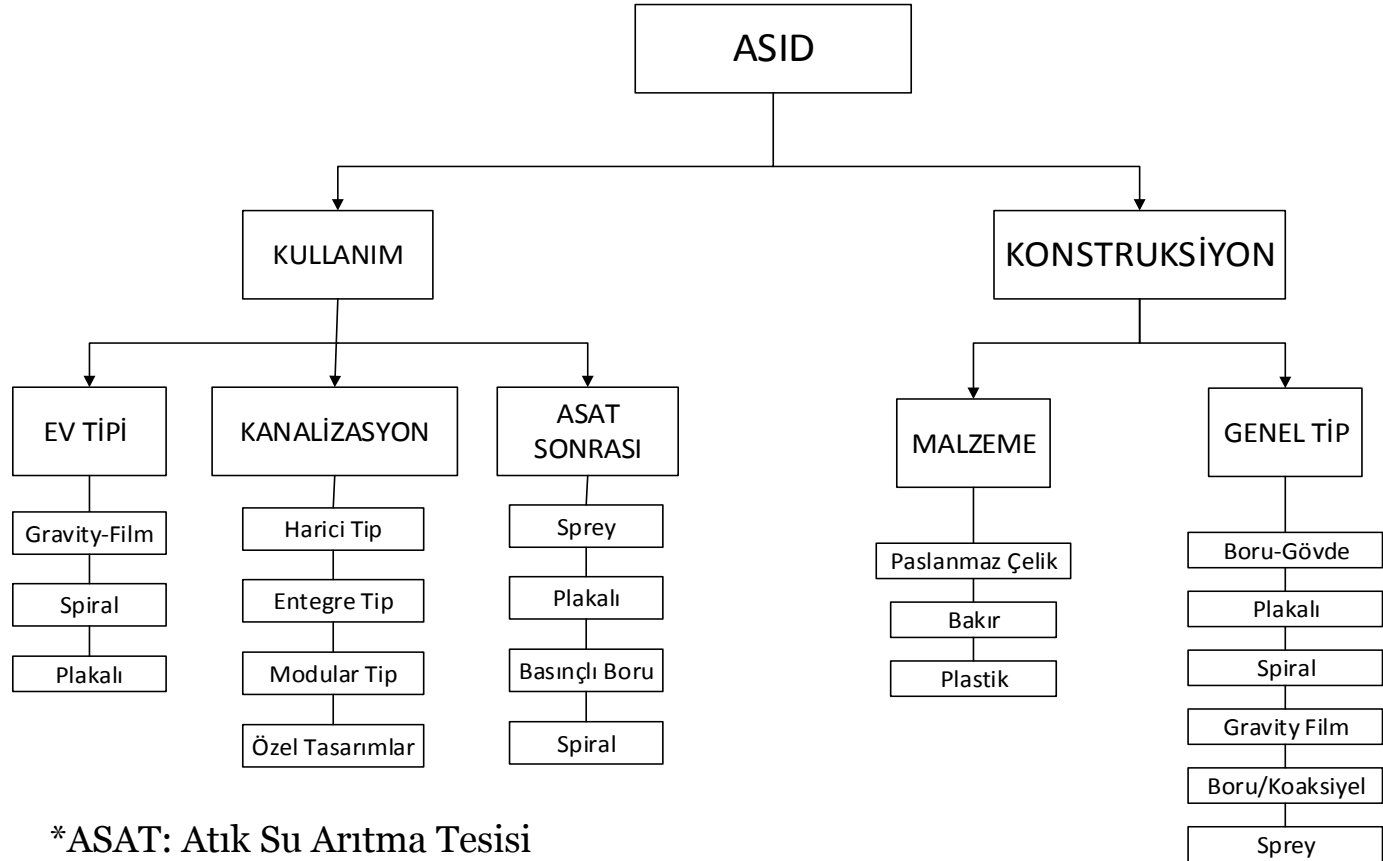 ASID
KULLANIM
KONSTRUKSİYON
EV TİPİ
KANALİZASYON
ASAT
SONRASI
MALZEME
GENEL TİP
Gravity-Film
Spiral
Plakalı
Harici Tip
Entegre Tip
Modular Tip
Özel Tasarımlar
Sprey
Plakalı
Basınçlı Boru
Spiral
Paslanmaz Çelik
Bakır
Plastik
Boru-Gövde
Plakalı
Spiral
Gravity Film
Boru/Koaksiyel
Sprey
*ASAT: Atık Su Arıtma Tesisi